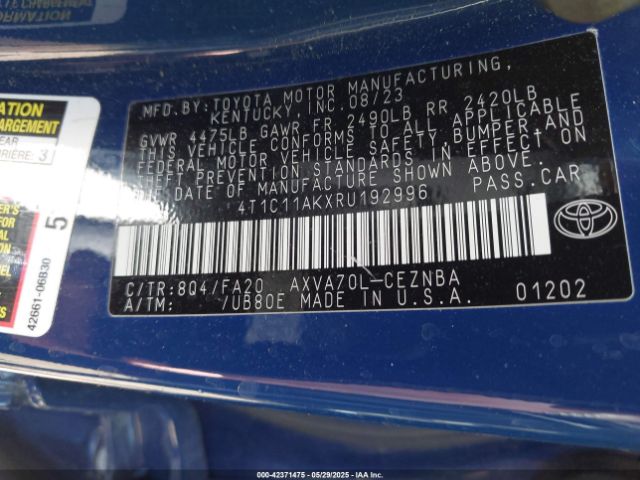 MFD. BY: TOYOTA MOTOR MANUFACTURING,
KENTUCKY, INC. 08/23
GVWR 4475LB GAWR FR 2490LB RR 2420LB
THIS VEHICLE CONFORMS TO ALL APPLICABLE
FEDERAL MOTOR VEHICLE SAFETY, BUMPER, AND
THEFT PREVENTION STANDARDS IN EFFECT ON
THE DATE OF MANUFACTURE SHOWN ABOVE.
4T1C11AKXRU192996 PASS.CAR
C/TR:8Q4/FA20 AXVA70L-CEZNBA
A/TM: /UB80E MADE IN U.S.A. 01202
TOYOTA
5
42661-06B30
000-42371475 - 05/29/2025 - IAA Inc.